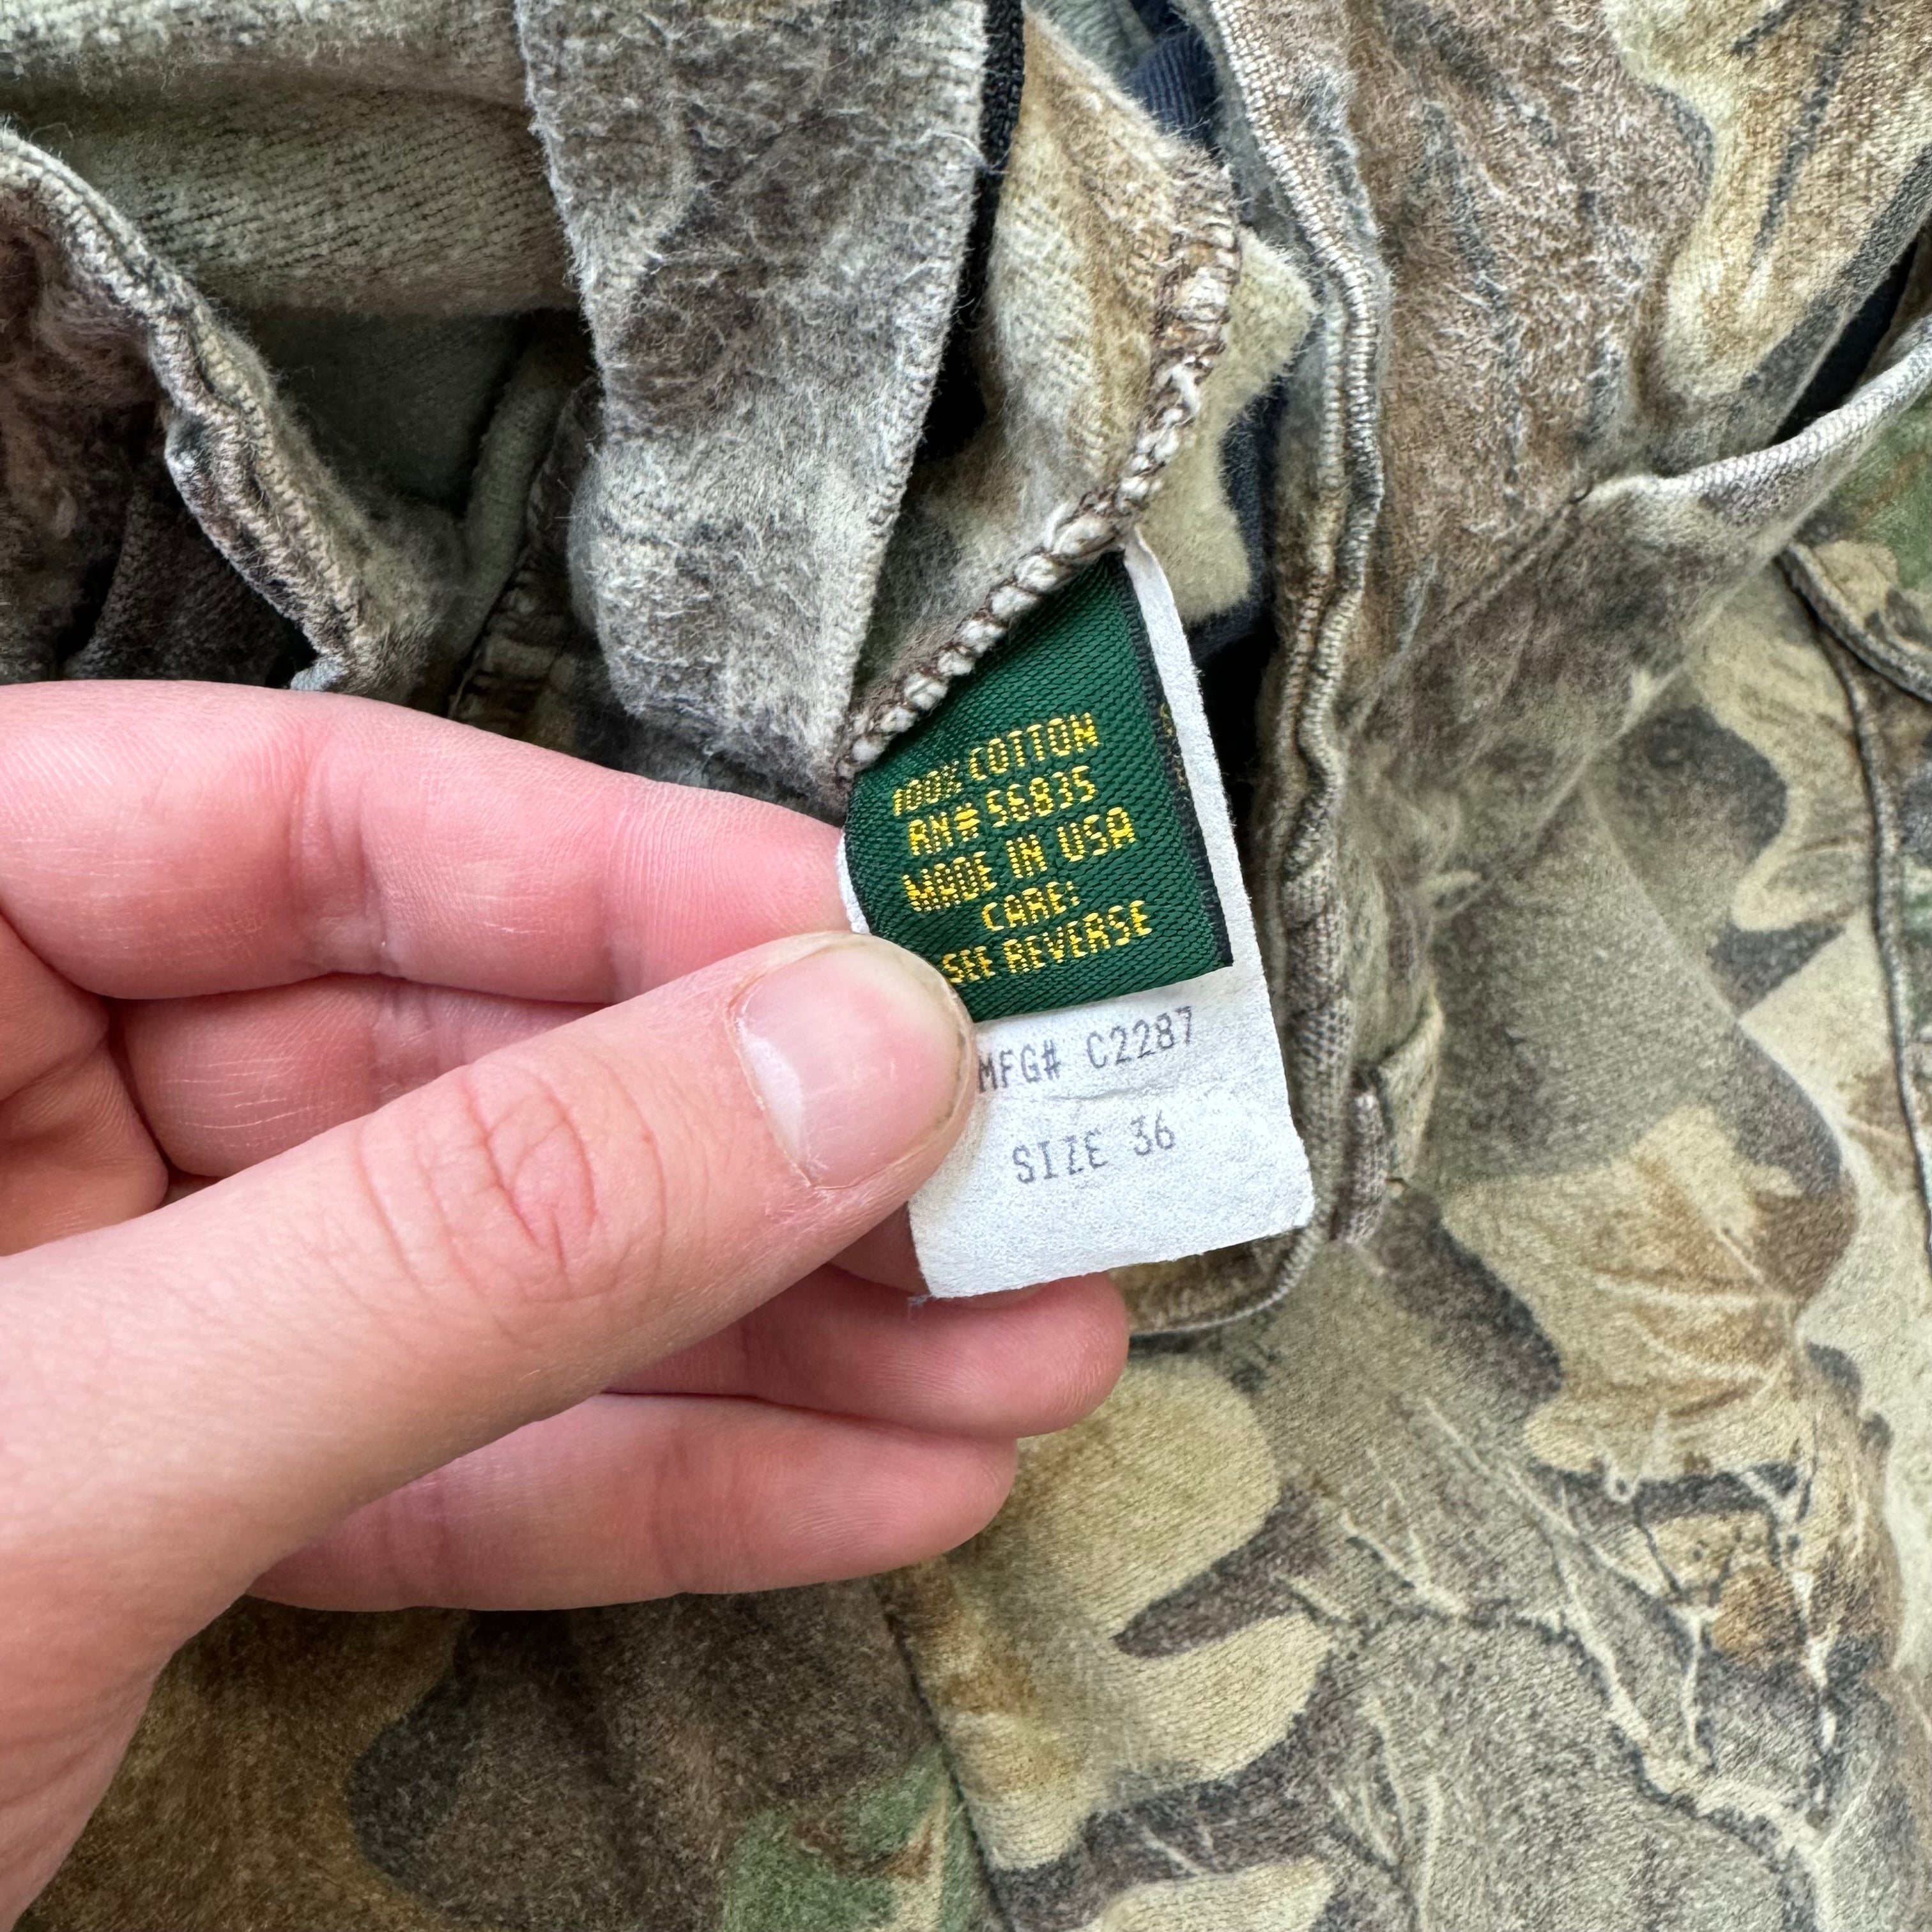 100% COTTON
RN# 56835
MADE IN USA
CARE:
SEE REVERSE
MFG# C2287
SIZE 36